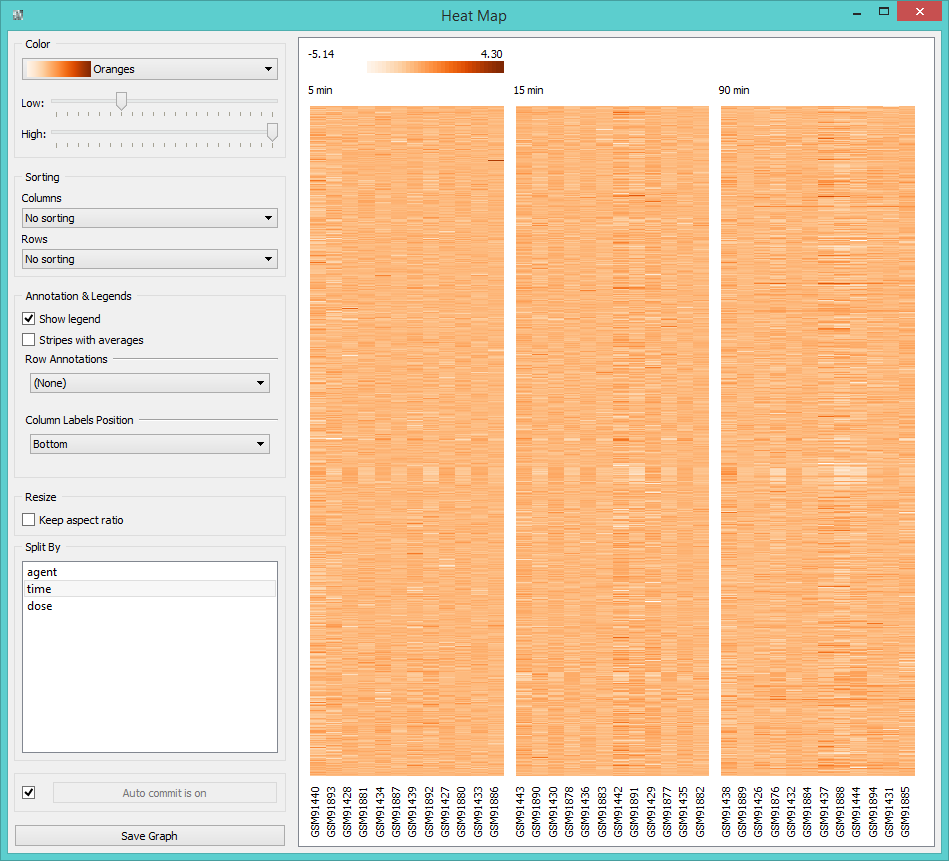 Heat Map
Color
Oranges
Low:
High:
Sorting
Columns
No sorting
Rows
No sorting
Annotation & Legends
Show legend
Stripes with averages
Row Annotations
(None)
Column Labels Position
Bottom
Resize
Keep aspect ratio
Split By
agent
time
dose
Auto commit is on
Save Graph
-5.14 4.30
5 min 15 min 90 min
GSM91440
GSM91893
GSM91428
GSM91881
GSM91434
GSM91887
GSM91439
GSM91892
GSM91427
GSM91880
GSM91433
GSM91886
GSM91443
GSM91890
GSM91430
GSM91878
GSM91436
GSM91883
GSM91442
GSM91891
GSM91429
GSM91877
GSM91435
GSM91882
GSM91438
GSM91889
GSM91426
GSM91876
GSM91432
GSM91884
GSM91437
GSM91888
GSM91444
GSM91894
GSM91431
GSM91885